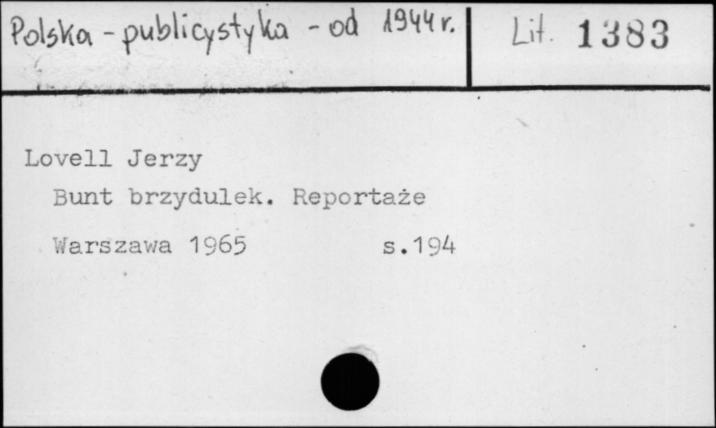 Polska - publicystyka - od 1944 r.
Lit. 1383
Lovell Jerzy
Bunt brzydulek. Reportaże
Warszawa 1965 s.194